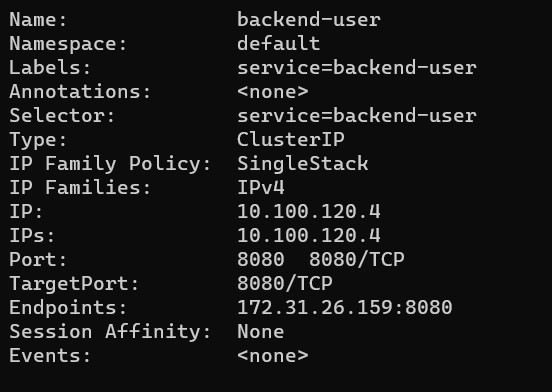 Name:              backend-user
Namespace:         default
Labels:            service=backend-user
Annotations:       <none>
Selector:          service=backend-user
Type:              ClusterIP
IP Family Policy:  SingleStack
IP Families:       IPv4
IP:                10.100.120.4
IPs:               10.100.120.4
Port:              8080  8080/TCP
TargetPort:        8080/TCP
Endpoints:         172.31.26.159:8080
Session Affinity:  None
Events:            <none>